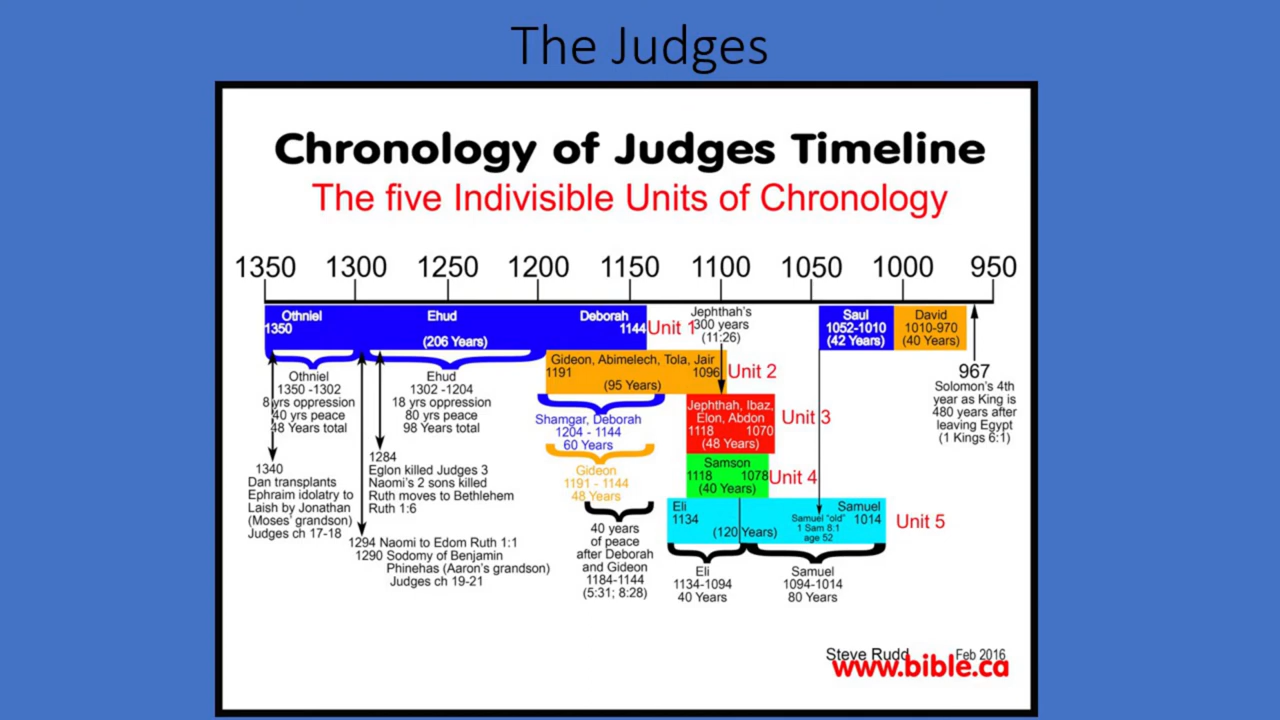 The Judges
Chronology of Judges Timeline
The five Indivisible Units of Chronology
1350 1300 1250 1200 1150 1100 1050 1000 950
Othniel
1350
Ehud
(206 Years)
Deborah
1144
Unit 1
Jephthah's
300 years
(11:26)
Saul
1052-1010
(42 Years)
David
1010-970
(40 Years)
Gideon, Abimelech, Tola, Jair
1191 1096
(95 Years)
Unit 2
967
Solomon's 4th
year as King is
480 years after
leaving Egypt
(1 Kings 6:1)
Othniel
1350 -1302
8 yrs oppression
40 yrs peace
48 Years total
Ehud
1302 -1204
18 yrs oppression
80 yrs peace
98 Years total
Shamgar, Deborah
1204 - 1144
60 Years
Jephthah, Ibaz,
Elon, Abdon
1118 1070
(48 Years)
Unit 3
Gideon
1191 - 1144
48 Years
Samson
1118 1078
(40 Years)
Unit 4
1340
Dan transplants
Ephraim idolatry to
Laish by Jonathan
(Moses' grandson)
Judges ch 17-18
1284
Eglon killed Judges 3
Naomi's 2 sons killed
Ruth moves to Bethlehem
Ruth 1:6
1294 Naomi to Edom Ruth 1:1
1290 Sodomy of Benjamin
Phinehas (Aaron's grandson)
Judges ch 19-21
40 years
of peace
after Deborah
and Gideon
1184-1144
(5:31; 8:28)
Eli
1134
(120 Years)
Samuel "old"
1 Sam 8:1
age 52
Samuel
1014
Unit 5
Eli
1134-1094
40 Years
Samuel
1094-1014
80 Years
Steve Rudd Feb 2016
www.bible.ca